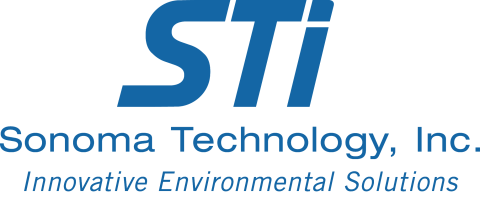 STi
Sonoma Technology, Inc.
Innovative Environmental Solutions